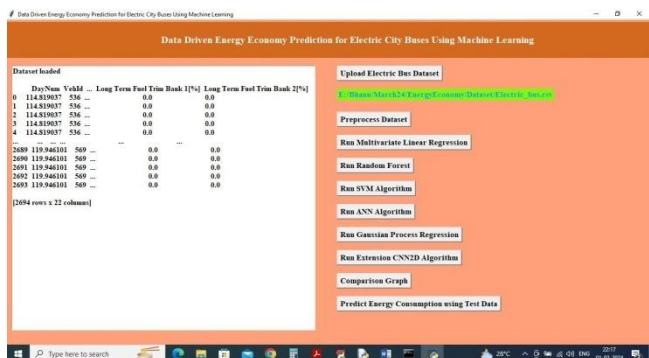 Data Driven Energy Economy Prediction for Electric City Buses Using Machine Learning
Data Driven Energy Economy Prediction for Electric City Buses Using Machine Learning
Dataset loaded
DayNum VehId ... Long Term Fuel Trim Bank 1[%] Long Term Fuel Trim Bank 2[%]
0 114.819037 536 ... 0.0 0.0
1 114.819037 536 ... 0.0 0.0
2 114.819037 536 ... 0.0 0.0
3 114.819037 536 ... 0.0 0.0
4 114.819037 536 ... 0.0 0.0
... ... ... ... ... ...
2689 119.946101 569 ... 0.0 0.0
2690 119.946101 569 ... 0.0 0.0
2691 119.946101 569 ... 0.0 0.0
2692 119.946101 569 ... 0.0 0.0
2693 119.946101 569 ... 0.0 0.0
[2694 rows x 22 columns]
Upload Electric Bus Dataset
E:/Bhanu/March24/EnergyEconomy/Dataset/Electric_bus.csv
Preprocess Dataset
Run Multivariate Linear Regression
Run Random Forest
Run SVM Algorithm
Run ANN Algorithm
Run Gaussian Process Regression
Run Extension CNN2D Algorithm
Comparison Graph
Predict Energy Consumption using Test Data
Type here to search
28°C
ENG
22:17